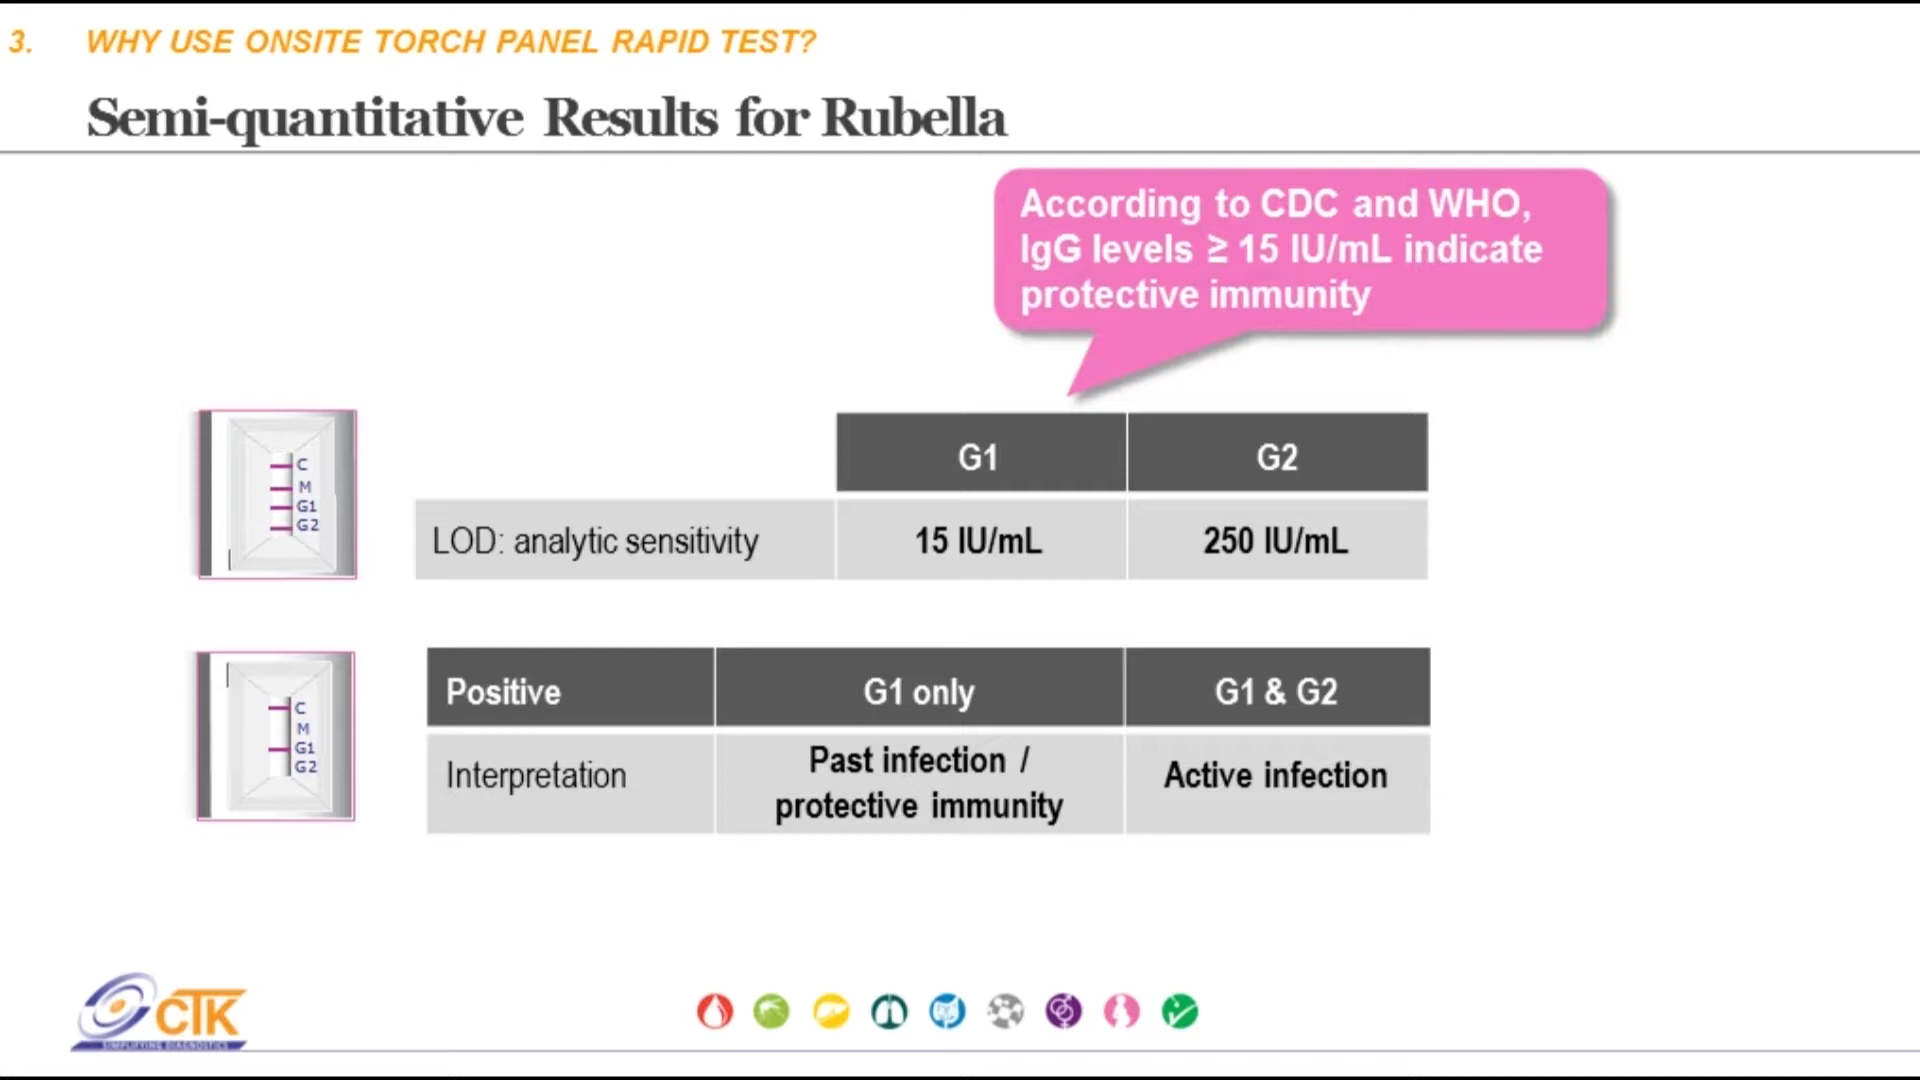 3. WHY USE ONSITE TORCH PANEL RAPID TEST?
Semi-quantitative Results for Rubella
According to CDC and WHO,
IgG levels ≥ 15 IU/mL indicate
protective immunity
C
M
G1
G2
G1 G2
LOD: analytic sensitivity 15 IU/mL 250 IU/mL
C
M
G1
G2
Positive G1 only G1 & G2
Interpretation Past infection / protective immunity Active infection
CTK
SIMPLIFYING DIAGNOSTICS